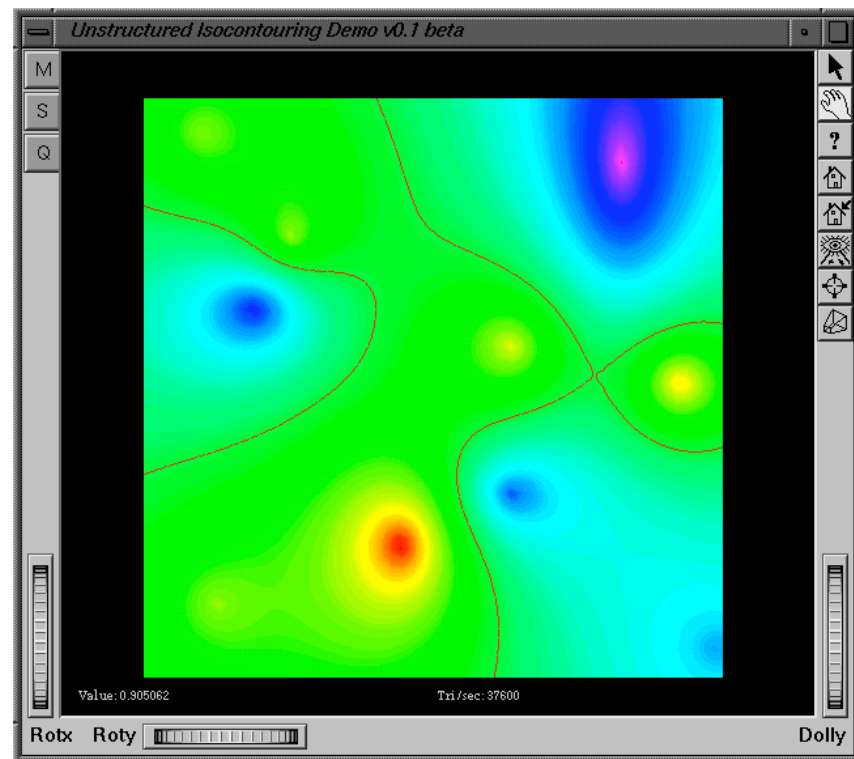 Unstructured Isocontouring Demo v0.1 beta
M
S
Q
?
Value: 0.905062 Tri/sec: 37600
Rotx Roty Dolly